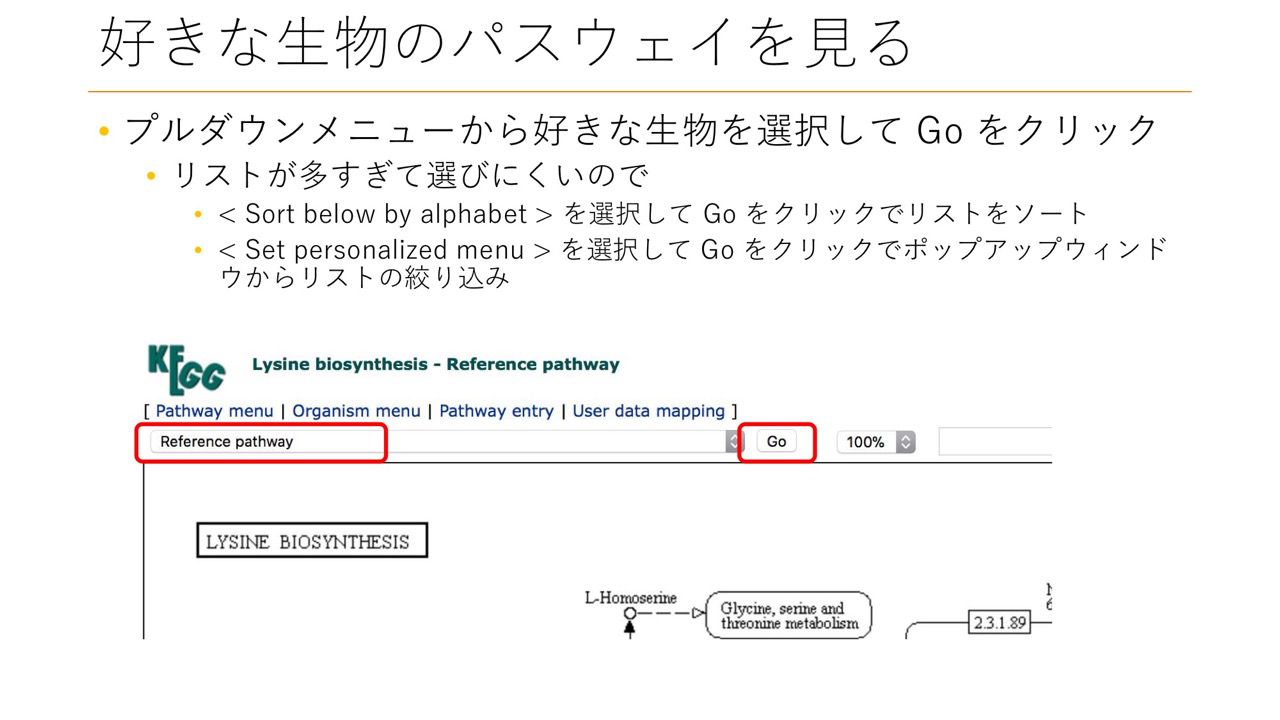 好きな生物のパスウェイを見る
• プルダウンメニューから好きな生物を選択して Go をクリック
• リストが多すぎて選びにくいので
• < Sort below by alphabet > を選択して Go をクリックでリストをソート
• < Set personalized menu > を選択して Go をクリックでポップアップウィンド
ウからリストの絞り込み
KEGG Lysine biosynthesis - Reference pathway
[ Pathway menu | Organism menu | Pathway entry | User data mapping ]
Reference pathway Go 100%
LYSINE BIOSYNTHESIS
L-Homoserine
Glycine, serine and
threonine metabolism
2.3.1.89